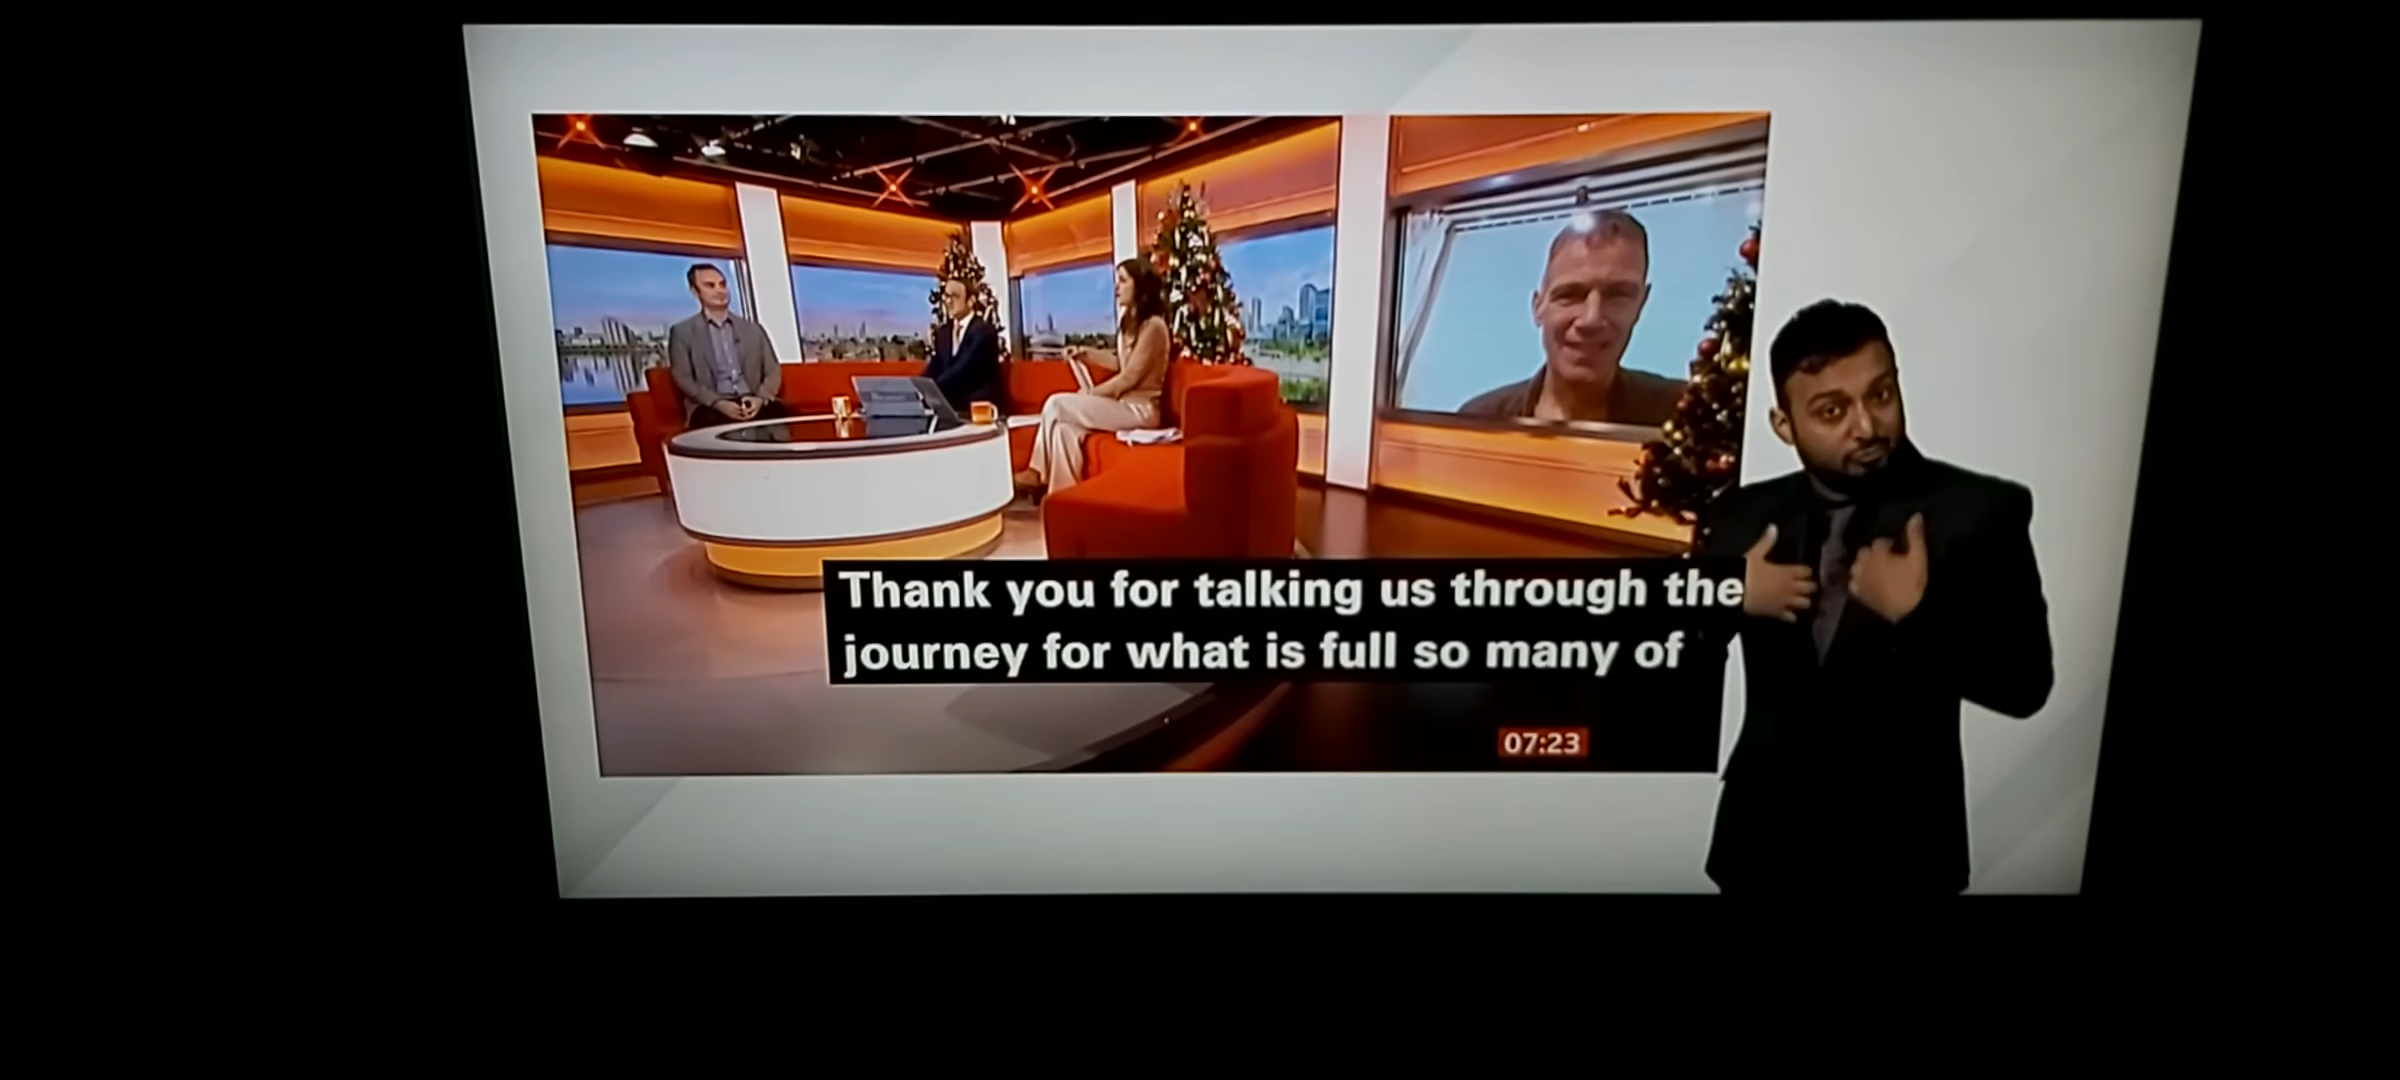 Thank you for talking us through the
journey for what is full so many of
07:23